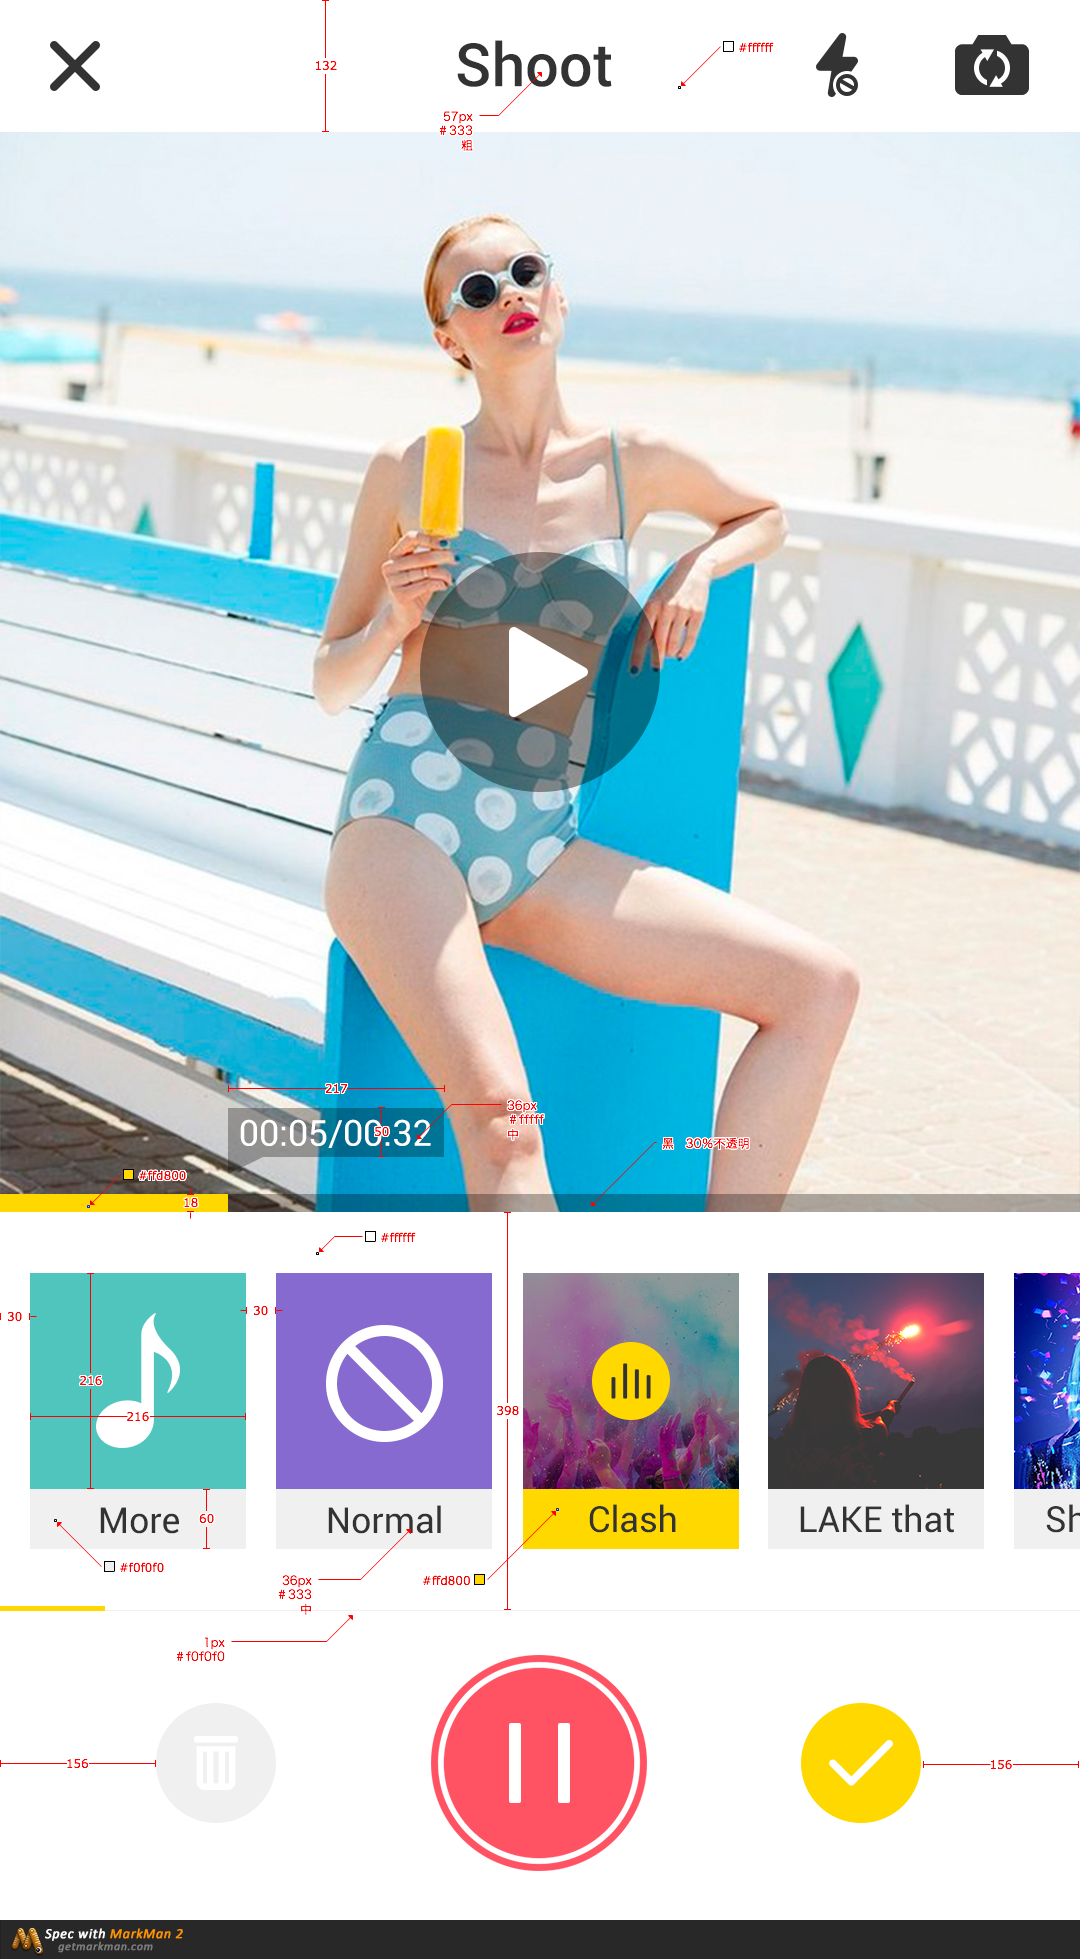 132
Shoot
#ffffff
57px
#333
粗
217
36px
#fffff
中
00:05/00:32
50
黑 30%不透明
#ffd800
18
#ffffff
30
30
216
216
398
More
Normal
Clash
LAKE that
Sh
60
#f0f0f0
36px
#333
中
#ffd800
1px
#f0f0f0
156
156
Spec with MarkMan 2
getmarkman.com